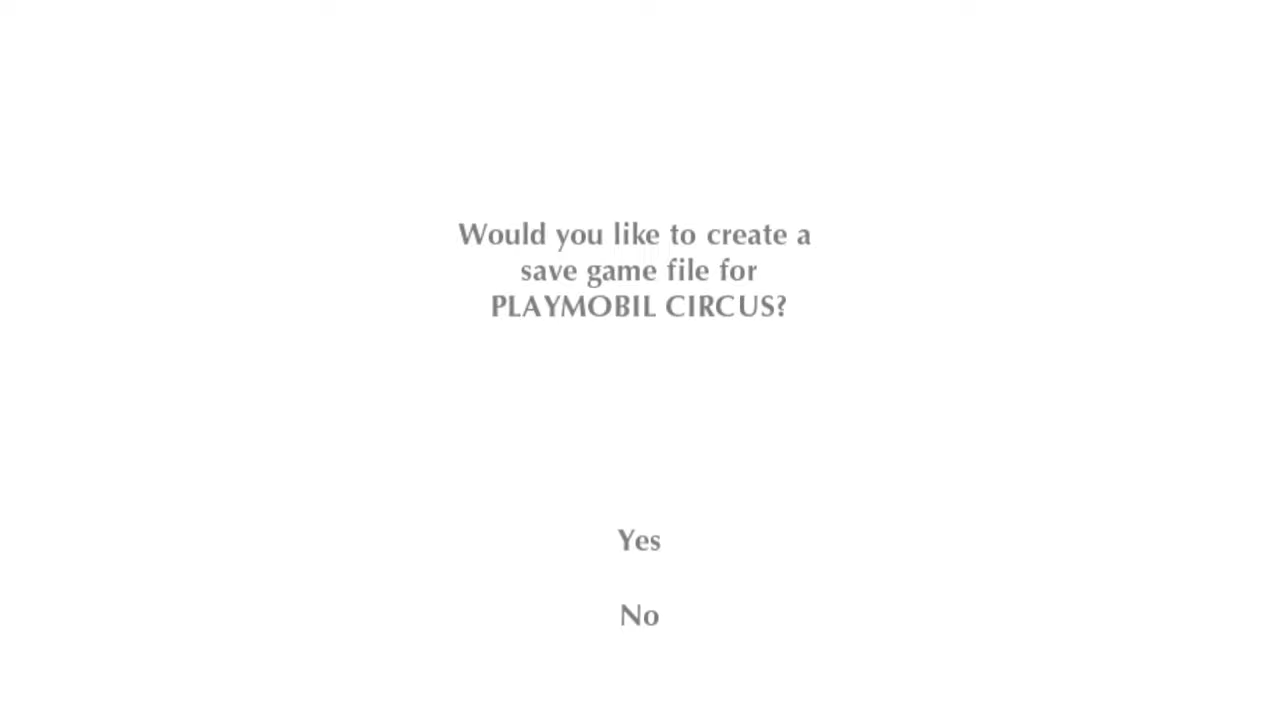 Would you like to create a
save game file for
PLAYMOBIL CIRCUS?
Yes
No